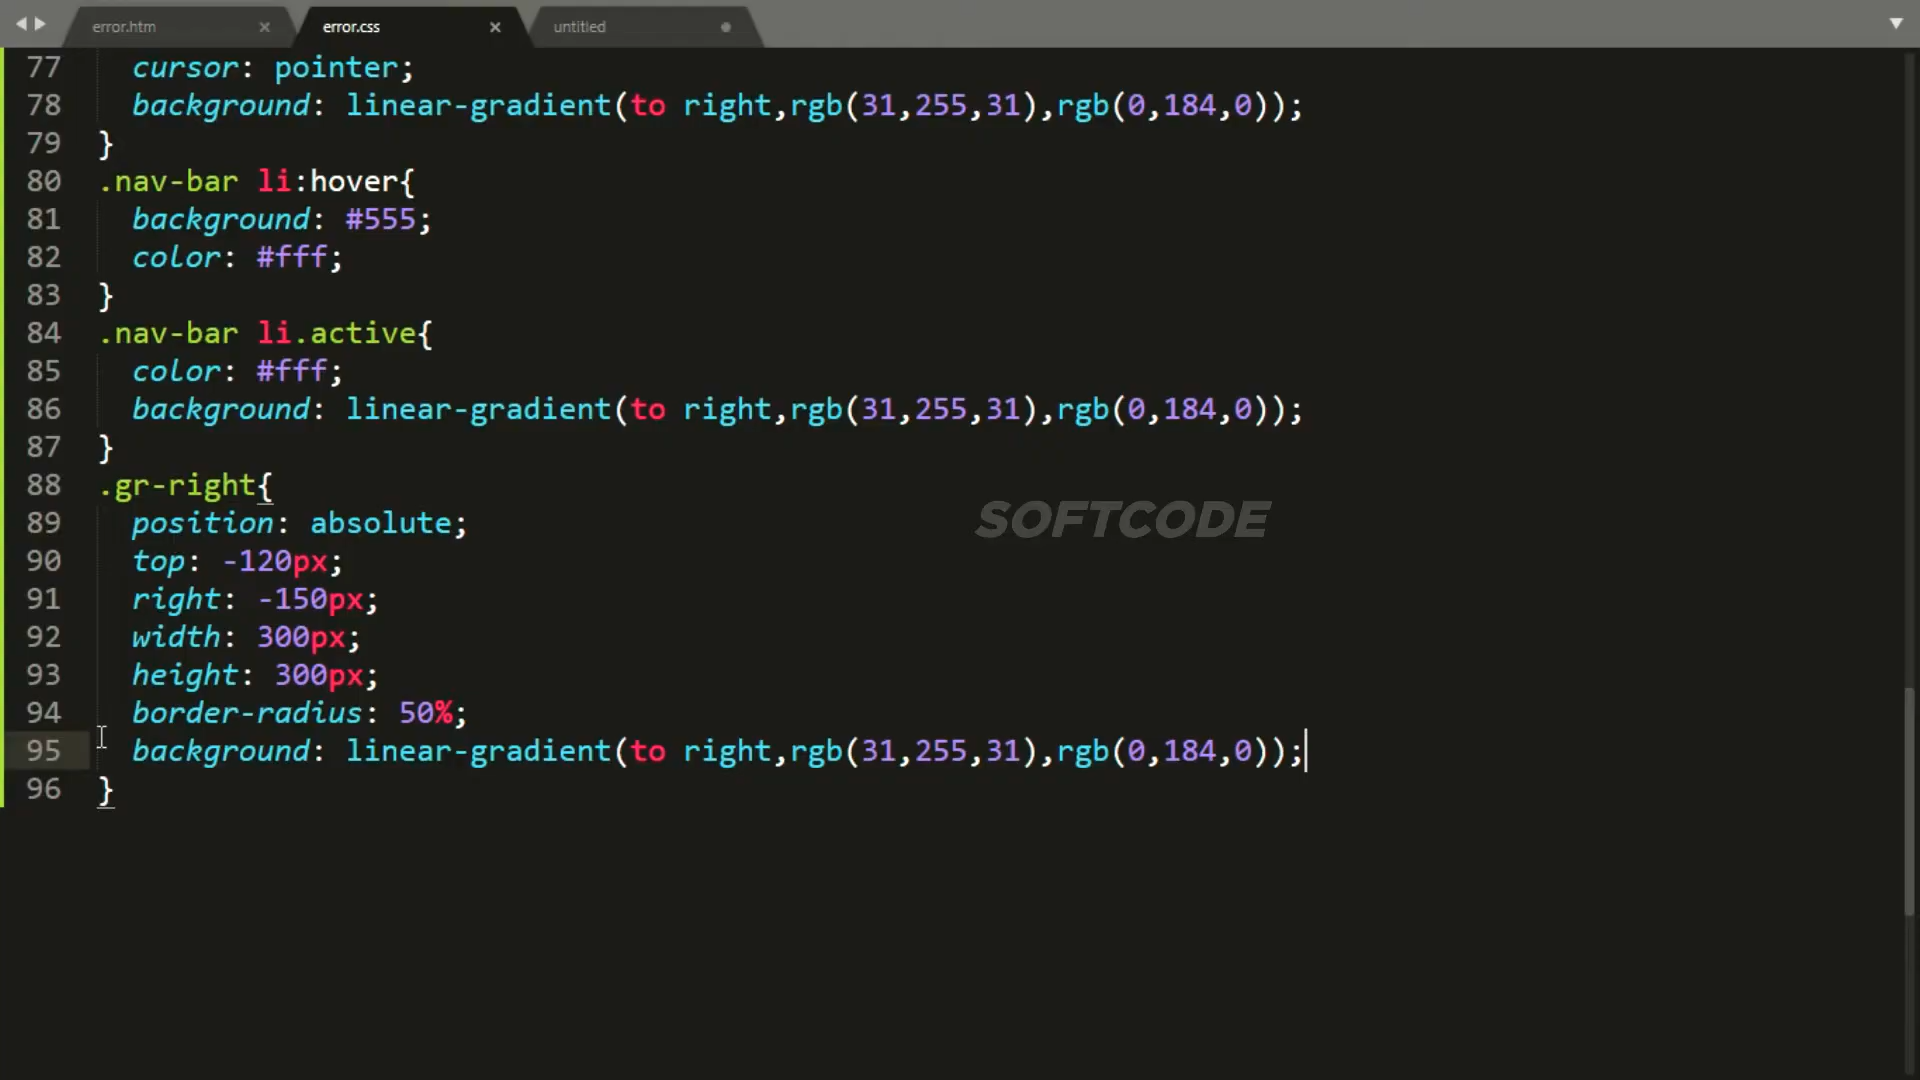 error.htm × error.css × untitled
77 cursor: pointer;
78 background: linear-gradient(to right,rgb(31,255,31),rgb(0,184,0));
79 }
80 .nav-bar li:hover{
81 background: #555;
82 color: #fff;
83 }
84 .nav-bar li.active{
85 color: #fff;
86 background: linear-gradient(to right,rgb(31,255,31),rgb(0,184,0));
87 }
88 .gr-right{
89 position: absolute;
90 top: -120px;
91 right: -150px;
92 width: 300px;
93 height: 300px;
94 border-radius: 50%;
95 background: linear-gradient(to right,rgb(31,255,31),rgb(0,184,0));
96 }
SOFTCODE